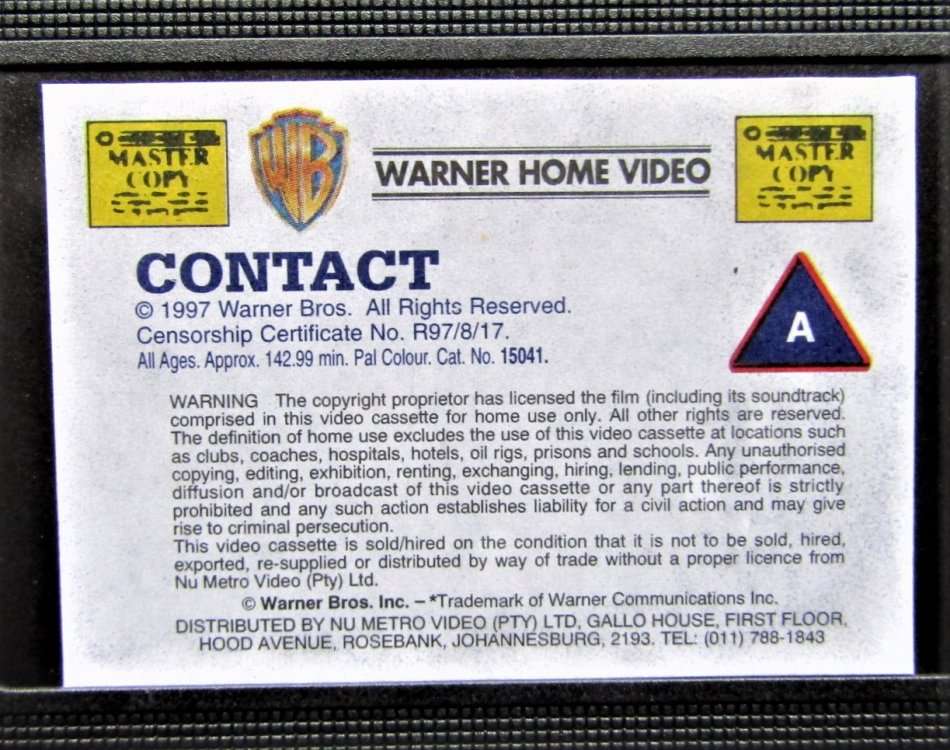 MASTER
COPY
WB
WARNER HOME VIDEO
MASTER
COPY
CONTACT
© 1997 Warner Bros. All Rights Reserved.
Censorship Certificate No. R97/8/17.
All Ages. Approx. 142.99 min. Pal Colour. Cat. No. 15041.
A
WARNING The copyright proprietor has licensed the film (including its soundtrack)
comprised in this video cassette for home use only. All other rights are reserved.
The definition of home use excludes the use of this video cassette at locations such
as clubs, coaches, hospitals, hotels, oil rigs, prisons and schools. Any unauthorised
copying, editing, exhibition, renting, exchanging, hiring, lending, public performance,
diffusion and/or broadcast of this video cassette or any part thereof is strictly
prohibited and any such action establishes liability for a civil action and may give
rise to criminal persecution.
This video cassette is sold/hired on the condition that it is not to be sold, hired,
exported, re-supplied or distributed by way of trade without a proper licence from
Nu Metro Video (Pty) Ltd.
© Warner Bros. Inc. – *Trademark of Warner Communications Inc.
DISTRIBUTED BY NU METRO VIDEO (PTY) LTD, GALLO HOUSE, FIRST FLOOR,
HOOD AVENUE, ROSEBANK, JOHANNESBURG, 2193. TEL: (011) 788-1843